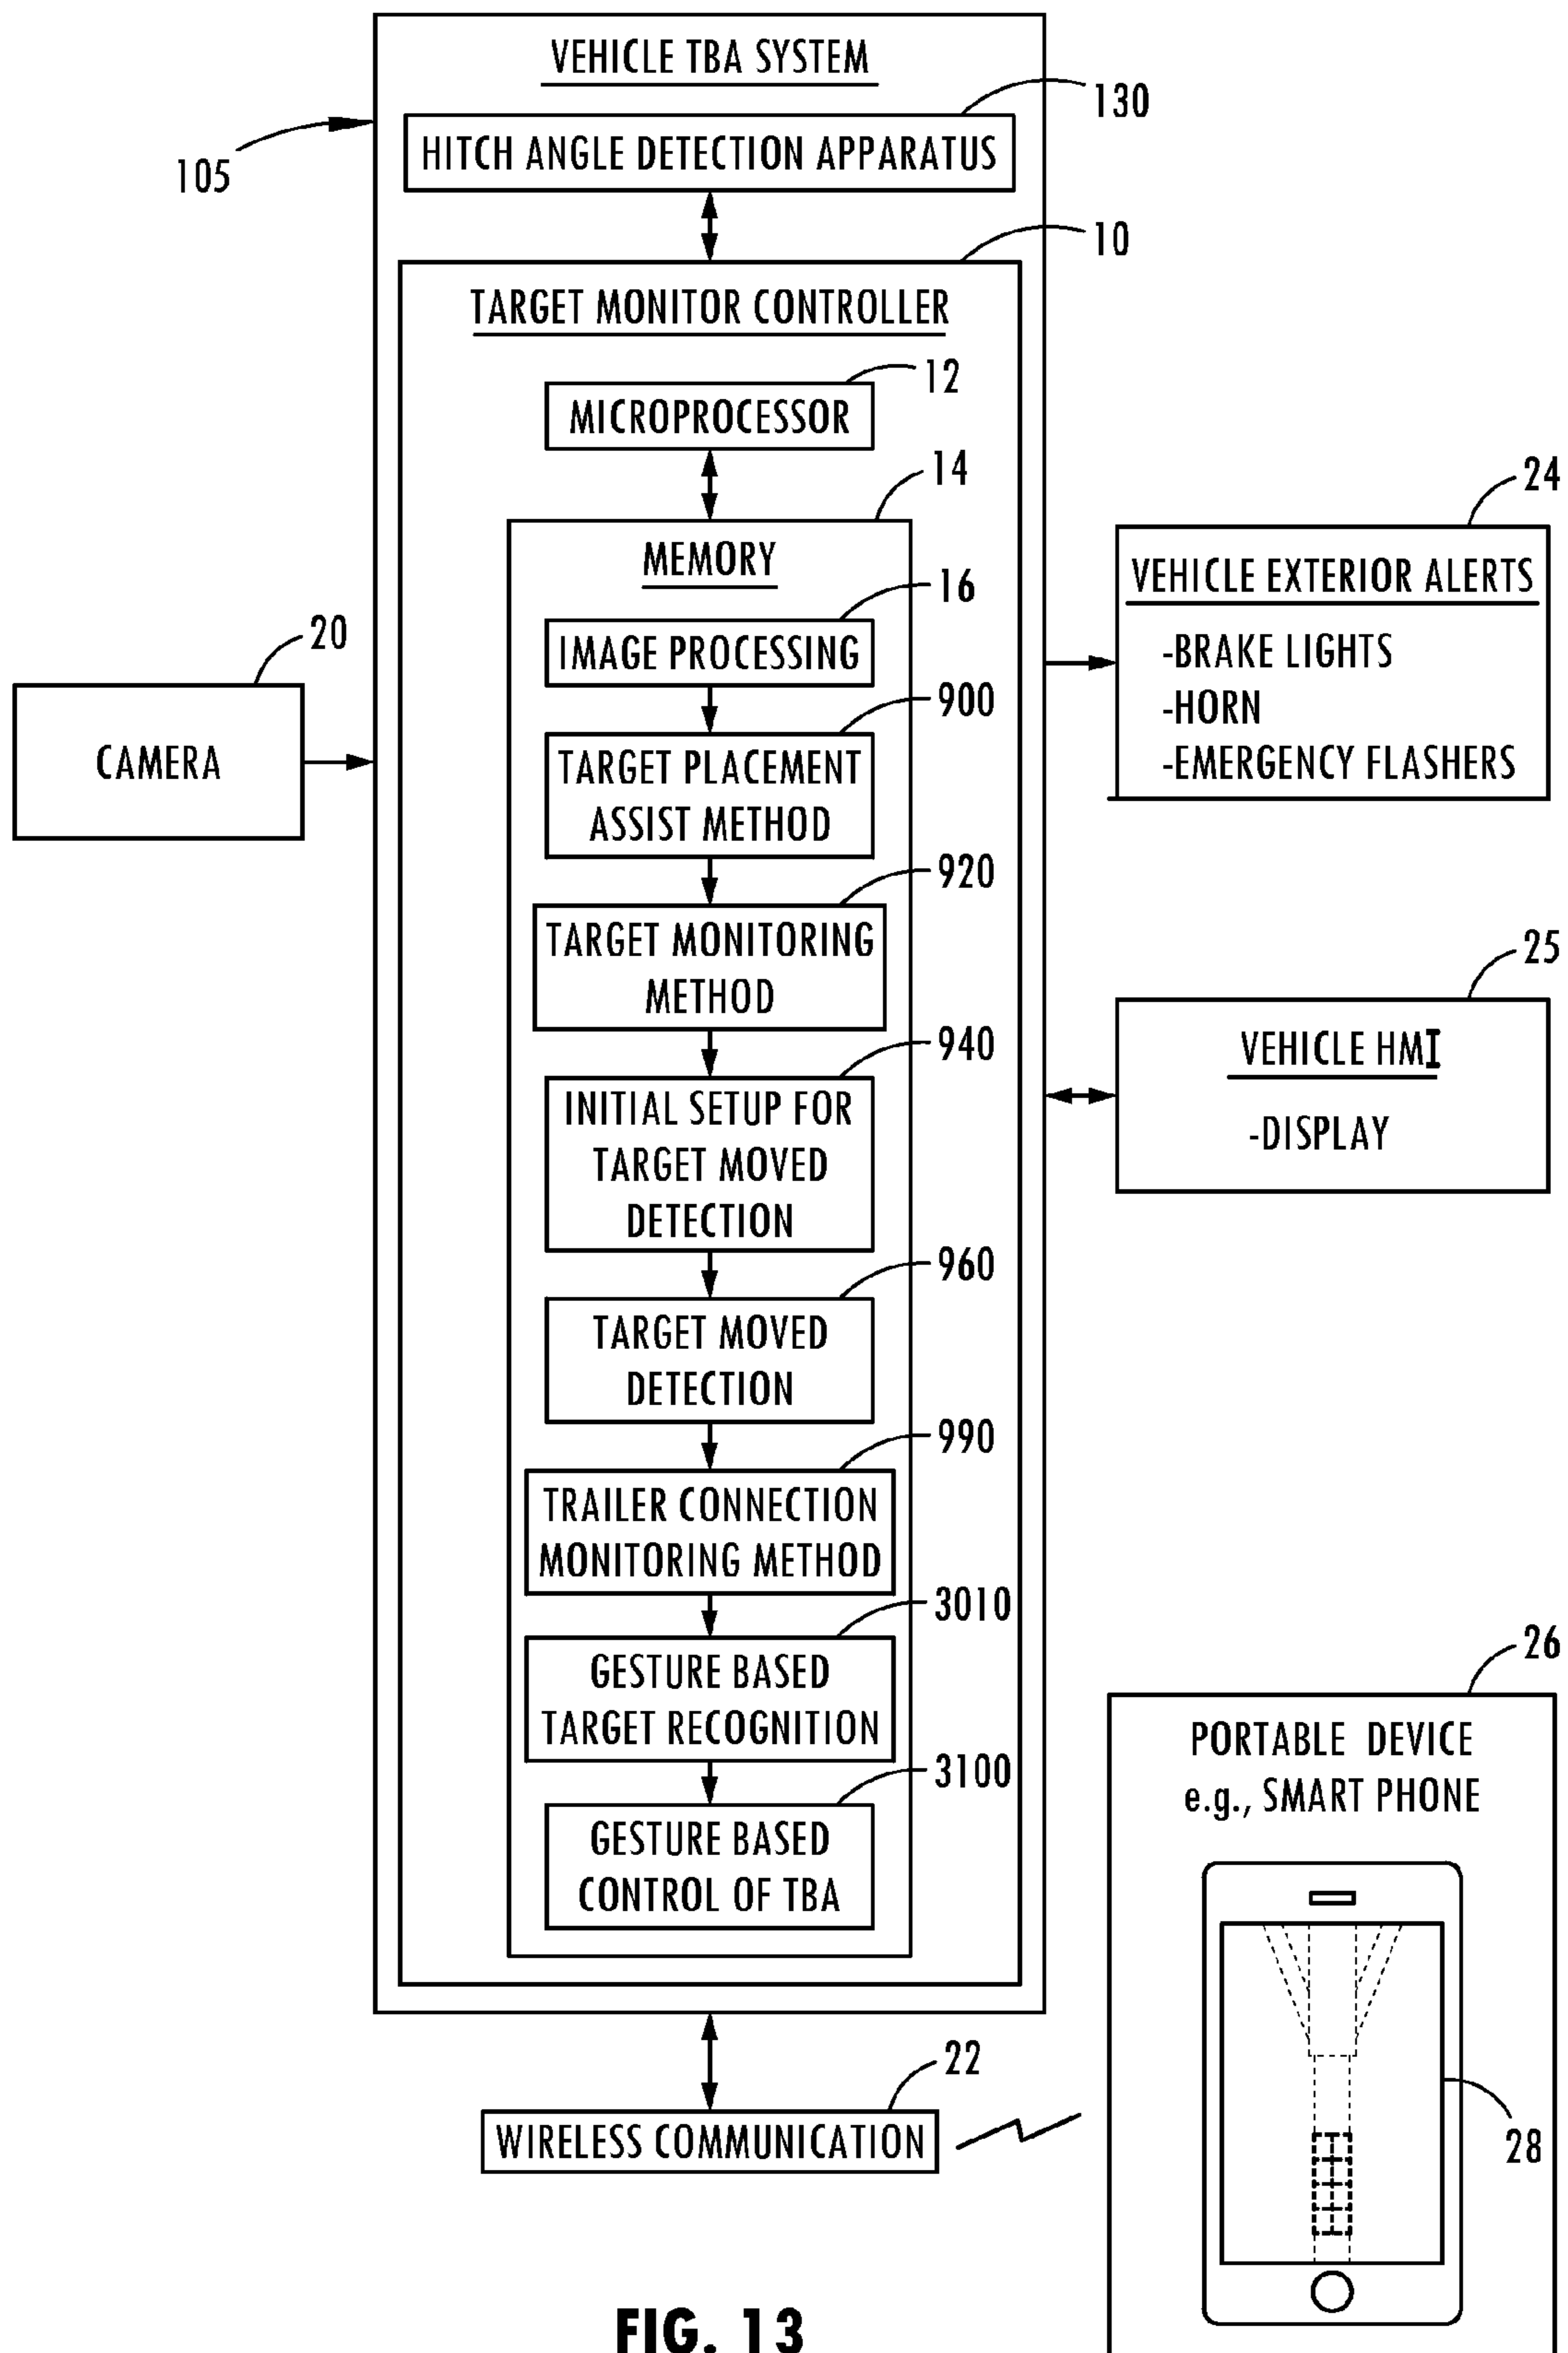 VEHICLE TBA SYSTEM
130
HITCH ANGLE DETECTION APPARATUS
105
10
TARGET MONITOR CONTROLLER
12
MICROPROCESSOR
14
24
MEMORY
VEHICLE EXTERIOR ALERTS
16
20
IMAGE PROCESSING
-BRAKE LIGHTS
900
-HORN
CAMERA
TARGET PLACEMENT
ASSIST METHOD
-EMERGENCY FLASHERS
920
TARGET MONITORING
METHOD
25
940
VEHICLE HMI
INITIAL SETUP FOR
TARGET MOVED
DETECTION
-DISPLAY
960
TARGET MOVED
DETECTION
990
TRAILER CONNECTION
MONITORING METHOD
3010
GESTURE BASED
TARGET RECOGNITION
26
3100
PORTABLE DEVICE
e.g., SMART PHONE
GESTURE BASED
CONTROL OF TBA
22
WIRELESS COMMUNICATION
28
FIG. 13